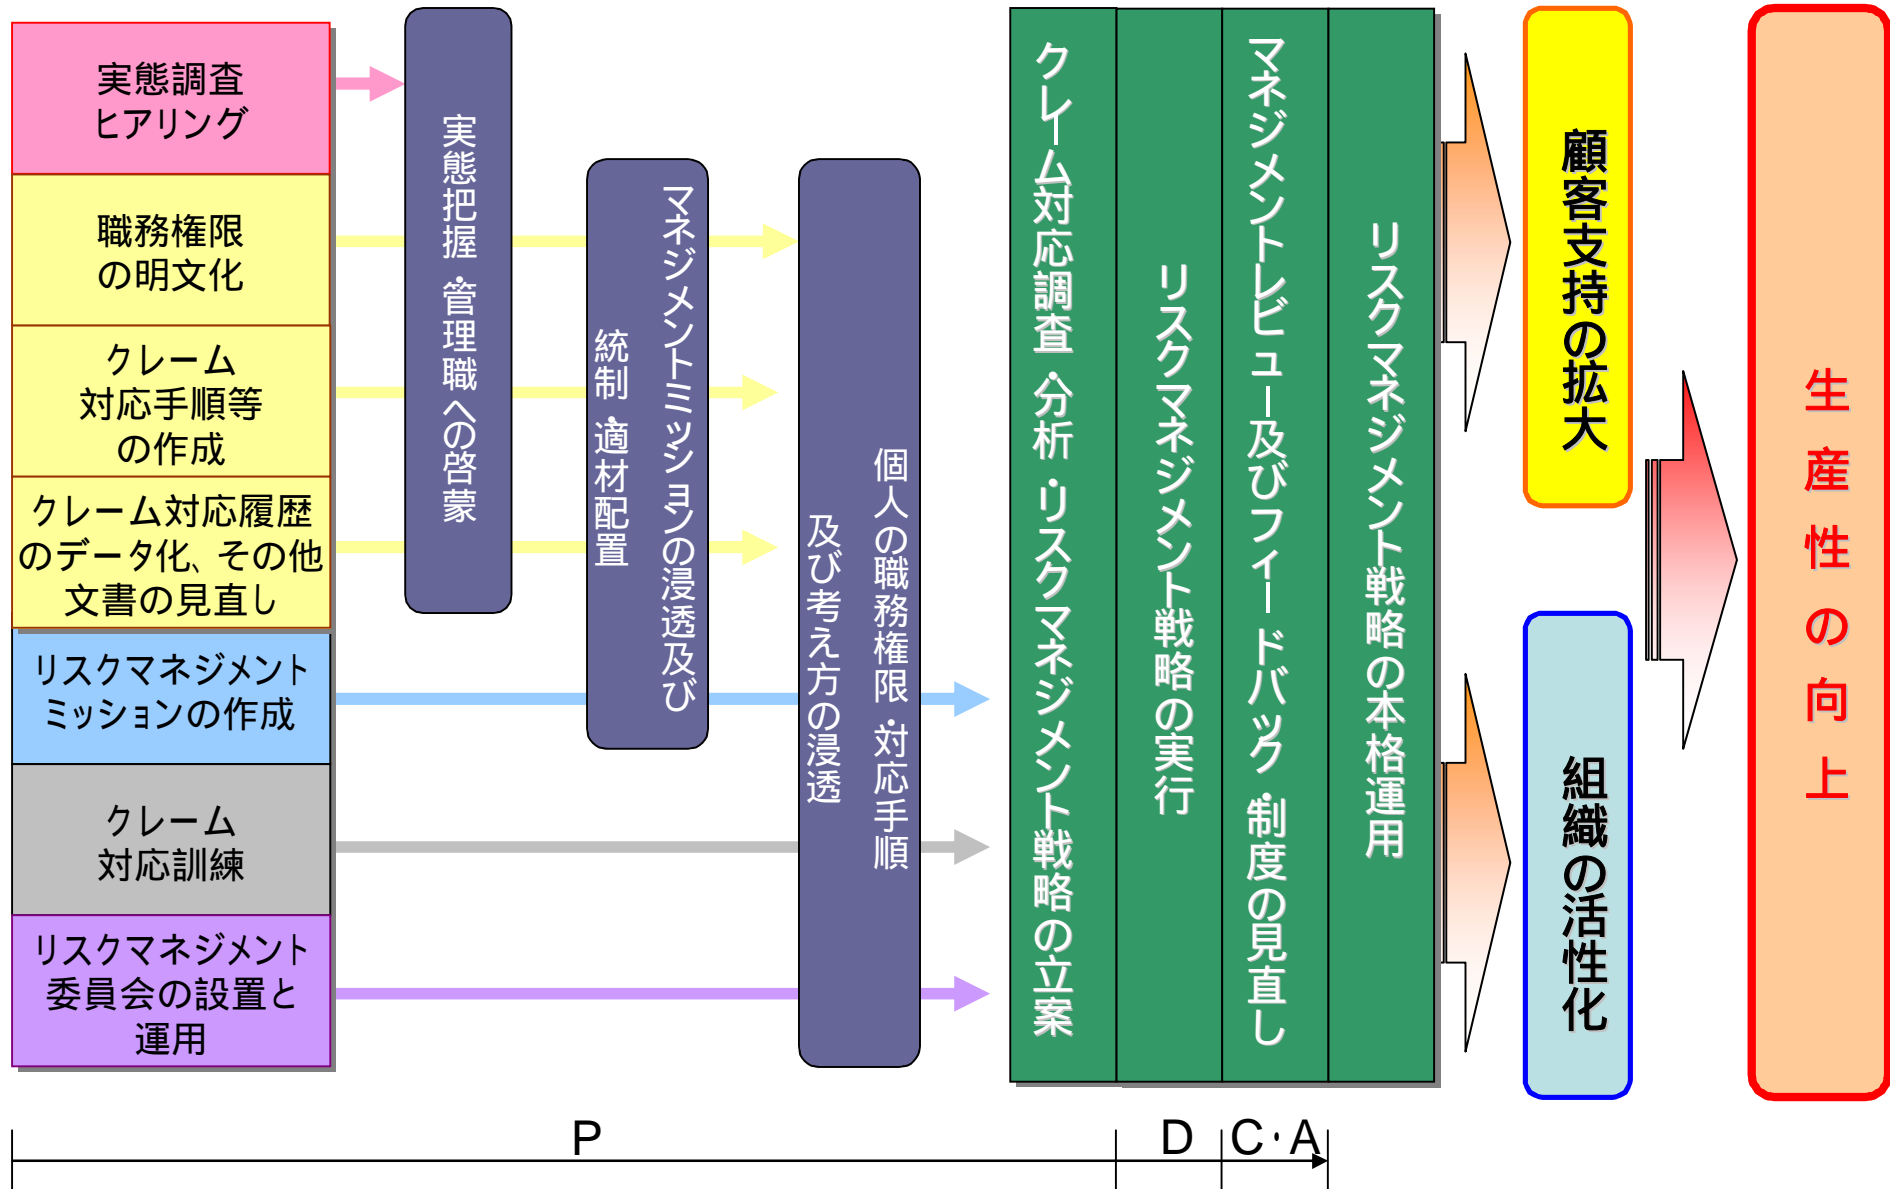 実態調査
ヒアリング
職務権限
の明文化
クレーム
対応手順等
の作成
クレーム対応履歴
のデータ化、その他
文書の見直し
リスクマネジメント
ミッションの作成
クレーム
対応訓練
リスクマネジメント
委員会の設置と
運用
実態把握・管理職への啓蒙
マネジメントミッションの浸透及び
統制・適材配置
個人の職務権限・対応手順
及び考え方の浸透
クレーム対応調査・分析・リスクマネジメント戦略の立案
リスクマネジメント戦略の実行
マネジメントレビュー及びフィードバック・制度の見直し
リスクマネジメント戦略の本格運用
顧客支持の拡大
組織の活性化
生産性の向上
P
D
C・A